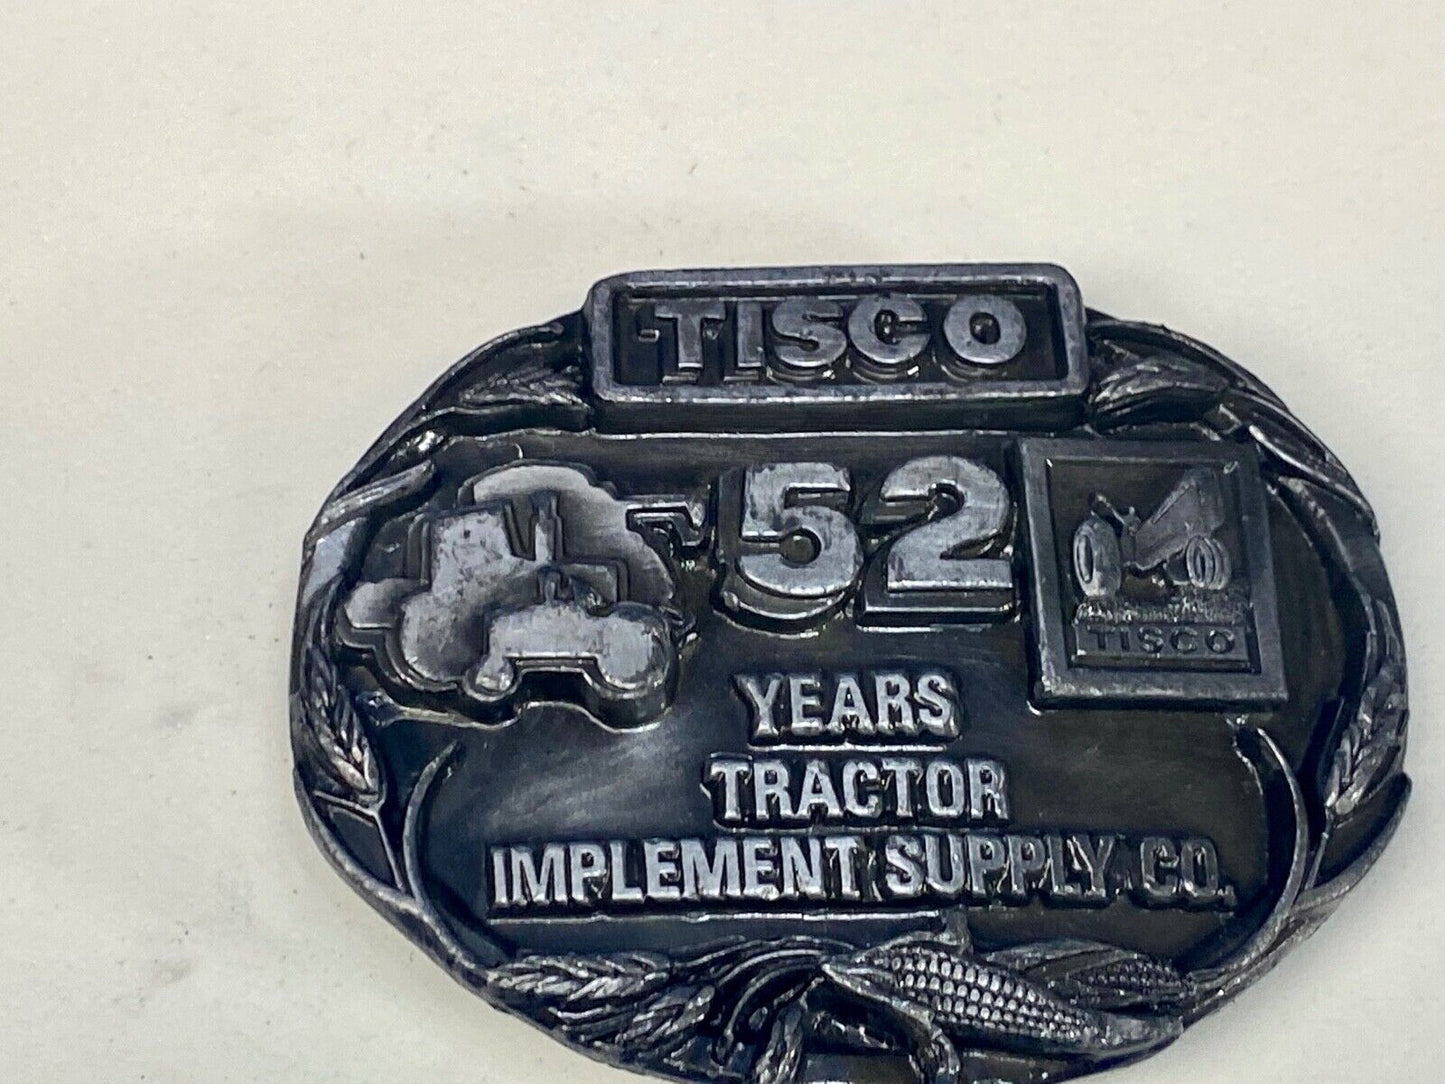 TISCO
52
TISCO
YEARS
TRACTOR
IMPLEMENT SUPPLY CO.